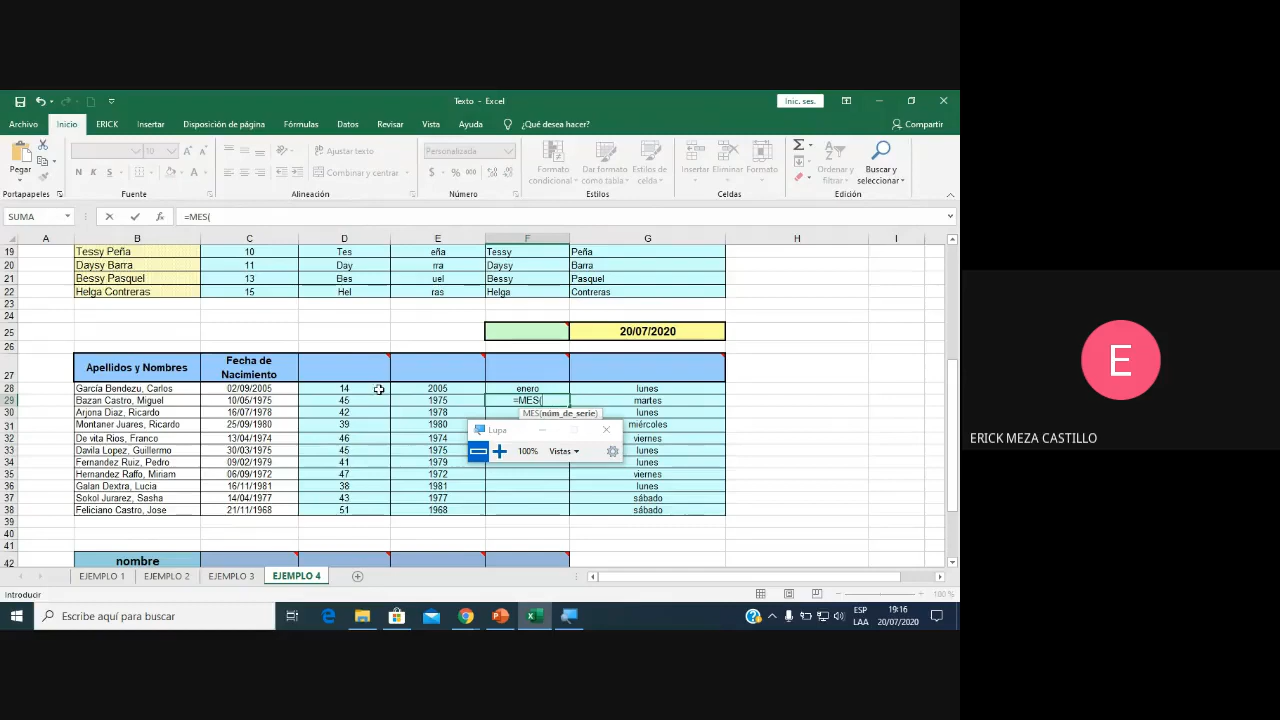 Texto - Excel
Inic. ses.
Archivo Inicio ERICK Insertar Disposición de página Fórmulas Datos Revisar Vista Ayuda ¿Qué desea hacer? Compartir
Pegar
10
Ajustar texto
Combinar y centrar
Personalizada
N K S
$ % 000
Formato condicional
Dar formato como tabla
Estilos de celda
Insertar Eliminar Formato
Ordenar y filtrar
Buscar y seleccionar
Portapapeles Fuente Alineación Número Estilos Celdas Edición
SUMA =MES(
A B C D E F G H I
19 Tessy Peña 10 Tes eña Tessy Peña
20 Daysy Barra 11 Day rra Daysy Barra
21 Bessy Pasquel 13 Bes uel Bessy Pasquel
22 Helga Contreras 15 Hel ras Helga Contreras
23
24
25 20/07/2020
26
27 Apellidos y Nombres Fecha de Nacimiento
28 García Bendezu, Carlos 02/09/2005 14 2005 enero lunes
29 Bazan Castro, Miguel 10/05/1975 45 1975 =MES( martes
30 Arjona Diaz, Ricardo 16/07/1978 42 1978 lunes
MES(núm_de_serie)
31 Montaner Juares, Ricardo 25/09/1980 39 1980 miércoles
32 De vita Rios, Franco 13/04/1974 46 1974 viernes
33 Davila Lopez, Guillermo 30/03/1975 45 1975 lunes
34 Fernandez Ruiz, Pedro 09/02/1979 41 1979 lunes
35 Hernandez Raffo, Miriam 06/09/1972 47 1972 viernes
36 Galan Dextra, Lucia 16/11/1981 38 1981 lunes
37 Sokol Jurarez, Sasha 14/04/1977 43 1977 sábado
38 Feliciano Castro, Jose 21/11/1968 51 1968 sábado
39
40
41
42 nombre
Lupa
100% Vistas
EJEMPLO 1 EJEMPLO 2 EJEMPLO 3 EJEMPLO 4
Introducir 100 %
Escribe aquí para buscar
ESP
LAA
19:16
20/07/2020
E
ERICK MEZA CASTILLO